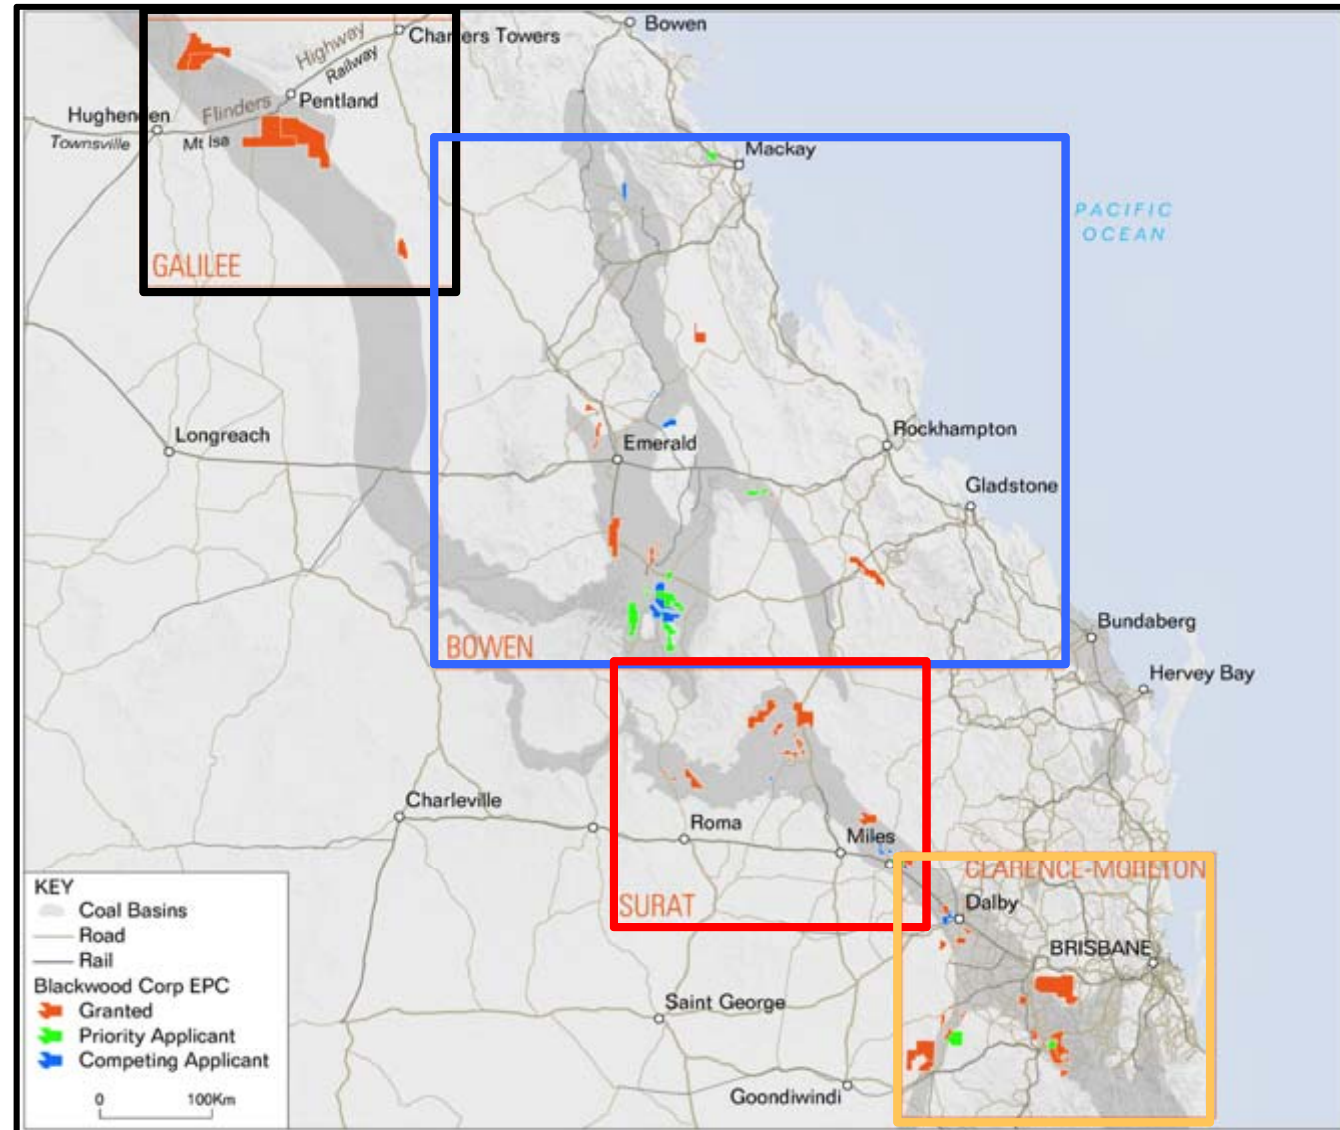 Bowen
Charters Towers
Highway
Railway
Pentland
Flinders
Hughenden
Townsville
Mt Isa
Mackay
PACIFIC
OCEAN
GALILEE
Longreach
Emerald
Rockhampton
Gladstone
BOWEN
Bundaberg
Hervey Bay
Charleville
Roma
Miles
SURAT
CLARENCE-MORETON
Dalby
BRISBANE
Saint George
Goondiwindi
KEY
Coal Basins
Road
Rail
Blackwood Corp EPC
Granted
Priority Applicant
Competing Applicant
0 100Km